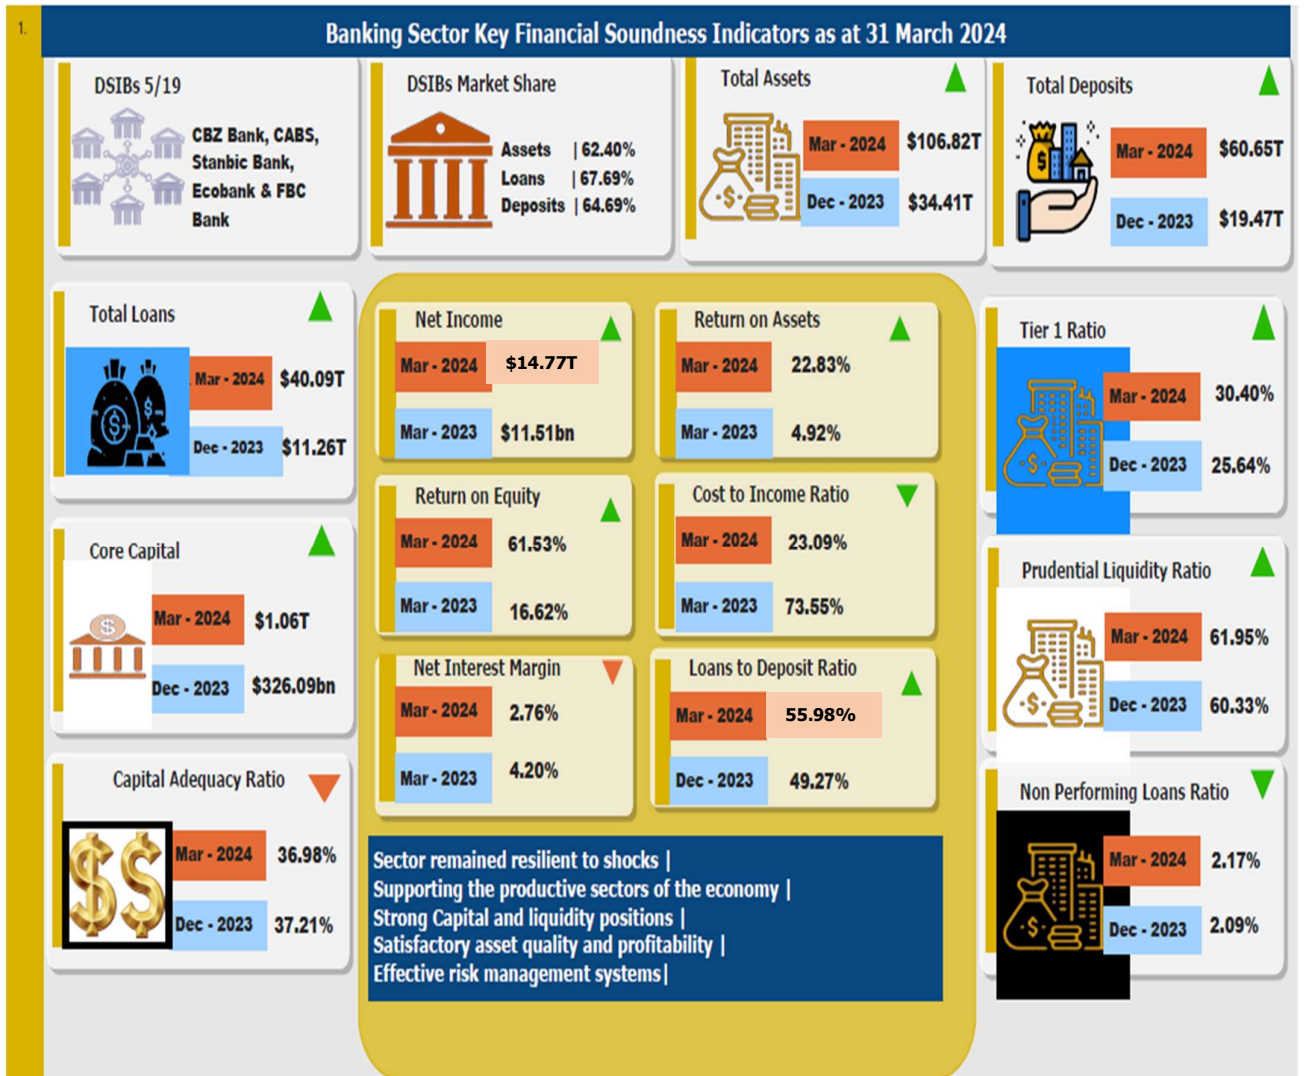 1.
Banking Sector Key Financial Soundness Indicators as at 31 March 2024
DSIBs 5/19
CBZ Bank, CABS,
Stanbic Bank,
Ecobank & FBC
Bank
DSIBs Market Share
Assets | 62.40%
Loans | 67.69%
Deposits | 64.69%
Total Assets
Mar - 2024 $106.82T
Dec - 2023 $34.41T
Total Deposits
Mar - 2024 $60.65T
Dec - 2023 $19.47T
Total Loans
Mar - 2024 $40.09T
Dec - 2023 $11.26T
Net Income
Mar - 2024 $14.77T
Mar - 2023 $11.51bn
Return on Assets
Mar - 2024 22.83%
Mar - 2023 4.92%
Tier 1 Ratio
Mar - 2024 30.40%
Dec - 2023 25.64%
Core Capital
Mar - 2024 $1.06T
Dec - 2023 $326.09bn
Return on Equity
Mar - 2024 61.53%
Mar - 2023 16.62%
Cost to Income Ratio
Mar - 2024 23.09%
Mar - 2023 73.55%
Prudential Liquidity Ratio
Mar - 2024 61.95%
Dec - 2023 60.33%
Capital Adequacy Ratio
Mar - 2024 36.98%
Dec - 2023 37.21%
Net Interest Margin
Mar - 2024 2.76%
Mar - 2023 4.20%
Loans to Deposit Ratio
Mar - 2024 55.98%
Dec - 2023 49.27%
Non Performing Loans Ratio
Mar - 2024 2.17%
Dec - 2023 2.09%
Sector remained resilient to shocks |
Supporting the productive sectors of the economy |
Strong Capital and liquidity positions |
Satisfactory asset quality and profitability |
Effective risk management systems|